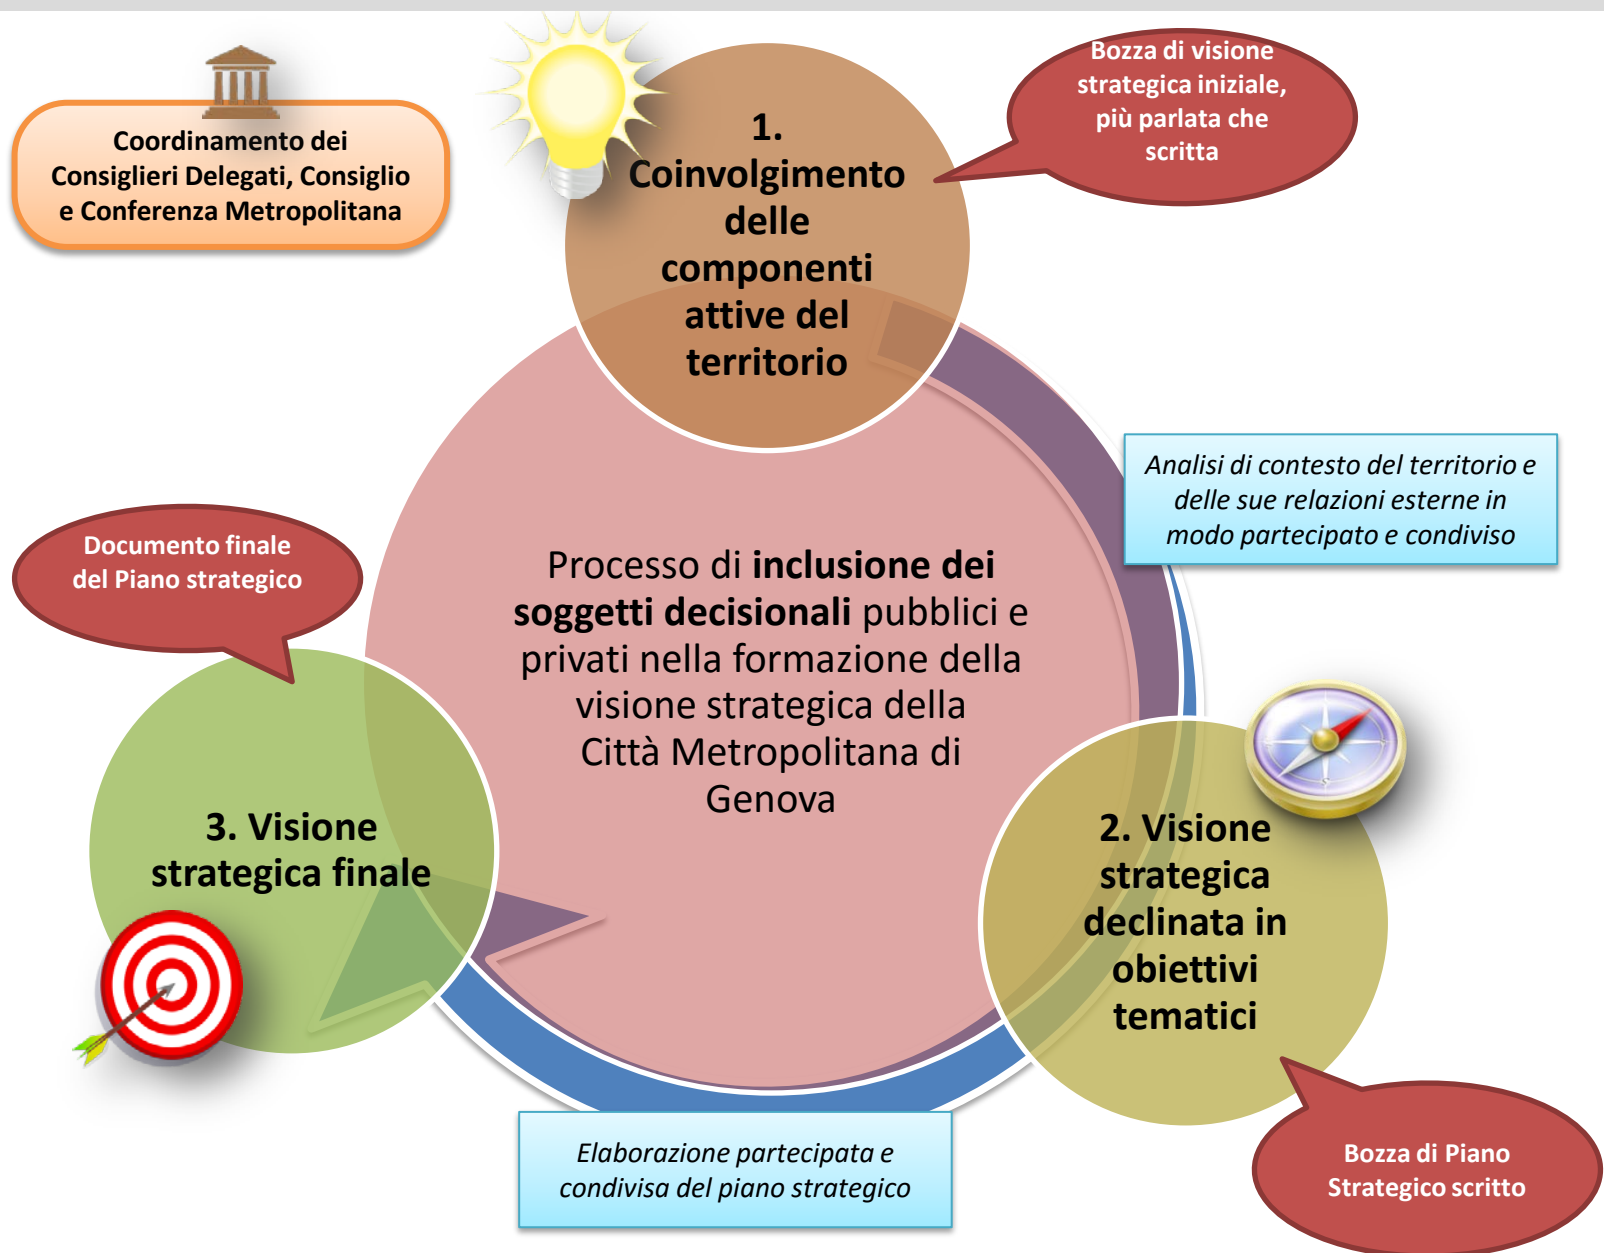 Coordinamento dei
Consiglieri Delegati, Consiglio
e Conferenza Metropolitana
1.
Coinvolgimento
delle
componenti
attive del
territorio
Bozza di visione
strategica iniziale,
più parlata che
scritta
Analisi di contesto del territorio e
delle sue relazioni esterne in
modo partecipato e condiviso
Documento finale
del Piano strategico
Processo di inclusione dei
soggetti decisionali pubblici e
privati nella formazione della
visione strategica della
Città Metropolitana di
Genova
3. Visione
strategica finale
2. Visione
strategica
declinata in
obiettivi
tematici
Elaborazione partecipata e
condivisa del piano strategico
Bozza di Piano
Strategico scritto